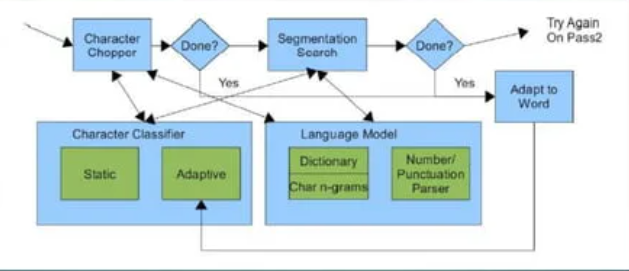 Character
Chopper
Done?
Segmentation
Search
Done?
Try Again
On Pass2
Yes
Yes
Adapt to
Word
Character Classifier
Static
Adaptive
Language Model
Dictionary
Char n-grams
Number/
Punctuation
Parser